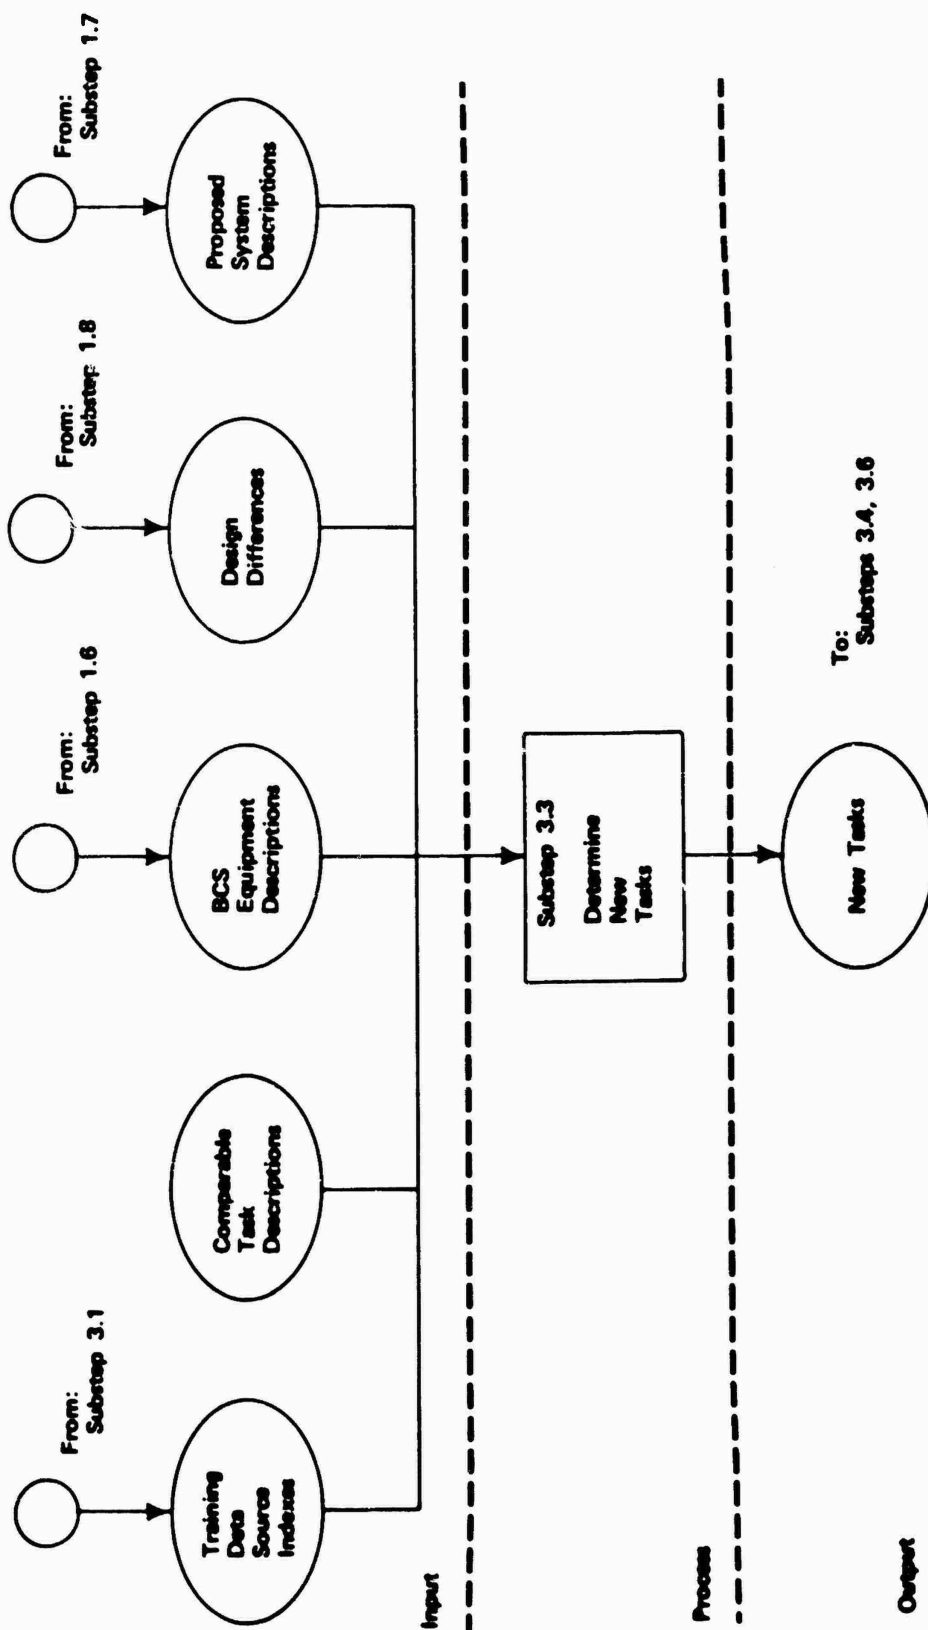 From:
Substep 3.1
From:
Substep 1.6
From:
Substep 1.8
From:
Substep 1.7
Training
Data
Source
Indexes
Comparable
Task
Descriptions
BCS
Equipment
Descriptions
Design
Differences
Proposed
System
Descriptions
Input
Substep 3.3
Determine
New
Tasks
Process
New Tasks
To:
Substeps 3.4, 3.6
Output